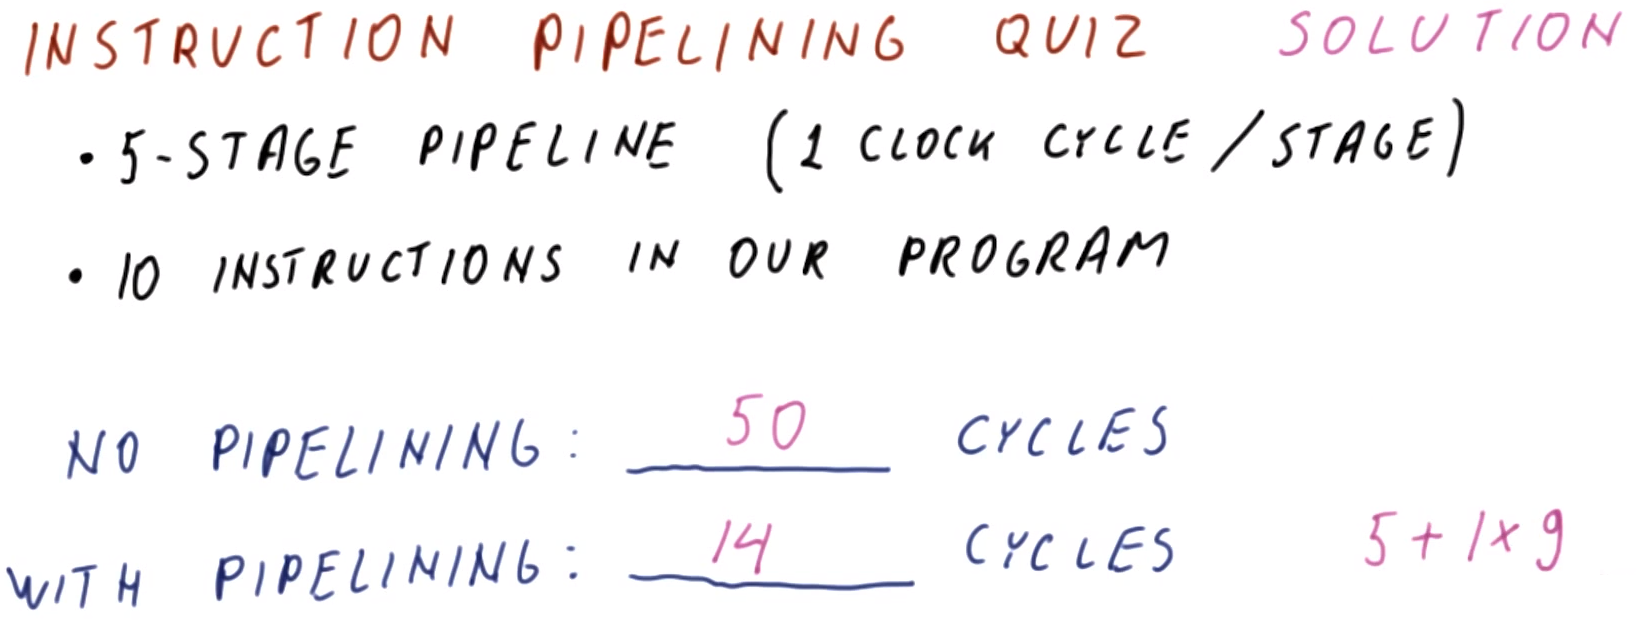 INSTRUCTION PIPELINING QUIZ SOLUTION
• 5-STAGE PIPELINE (1 CLOCK CYCLE / STAGE)
• 10 INSTRUCTIONS IN OUR PROGRAM
NO PIPELINING: 50 CYCLES
WITH PIPELINING: 14 CYCLES 5 + 1 x 9